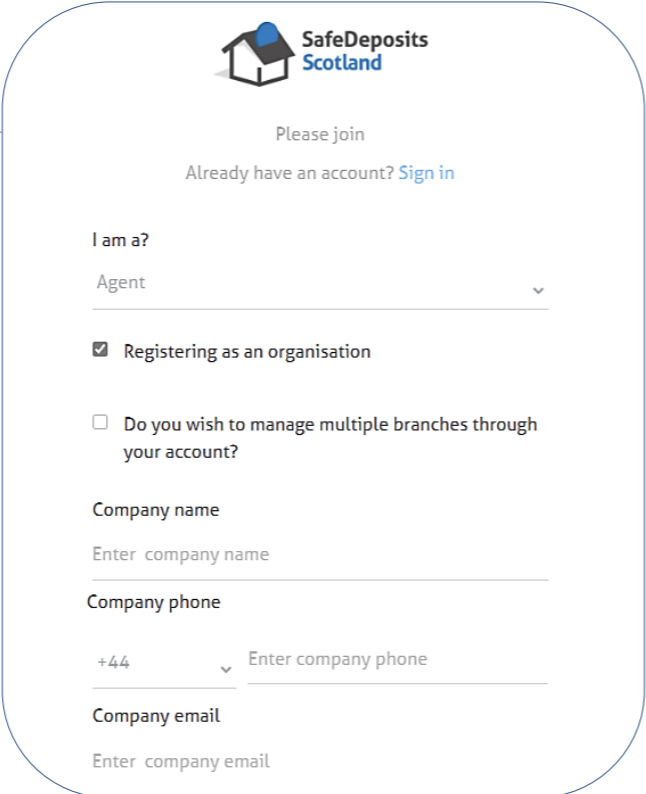 SafeDeposits
Scotland
Please join
Already have an account? Sign in
I am a?
Agent
Registering as an organisation
Do you wish to manage multiple branches through
your account?
Company name
Enter company name
Company phone
+44 Enter company phone
Company email
Enter company email